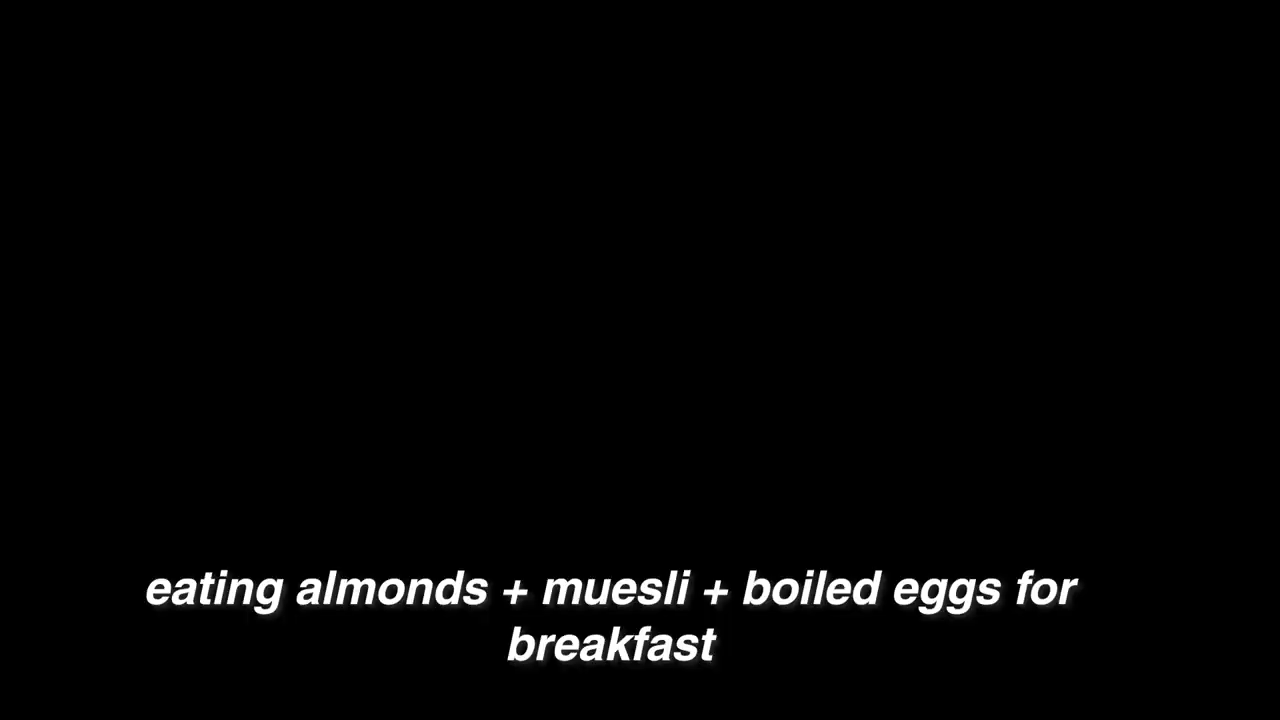 eating almonds + muesli + boiled eggs for
breakfast